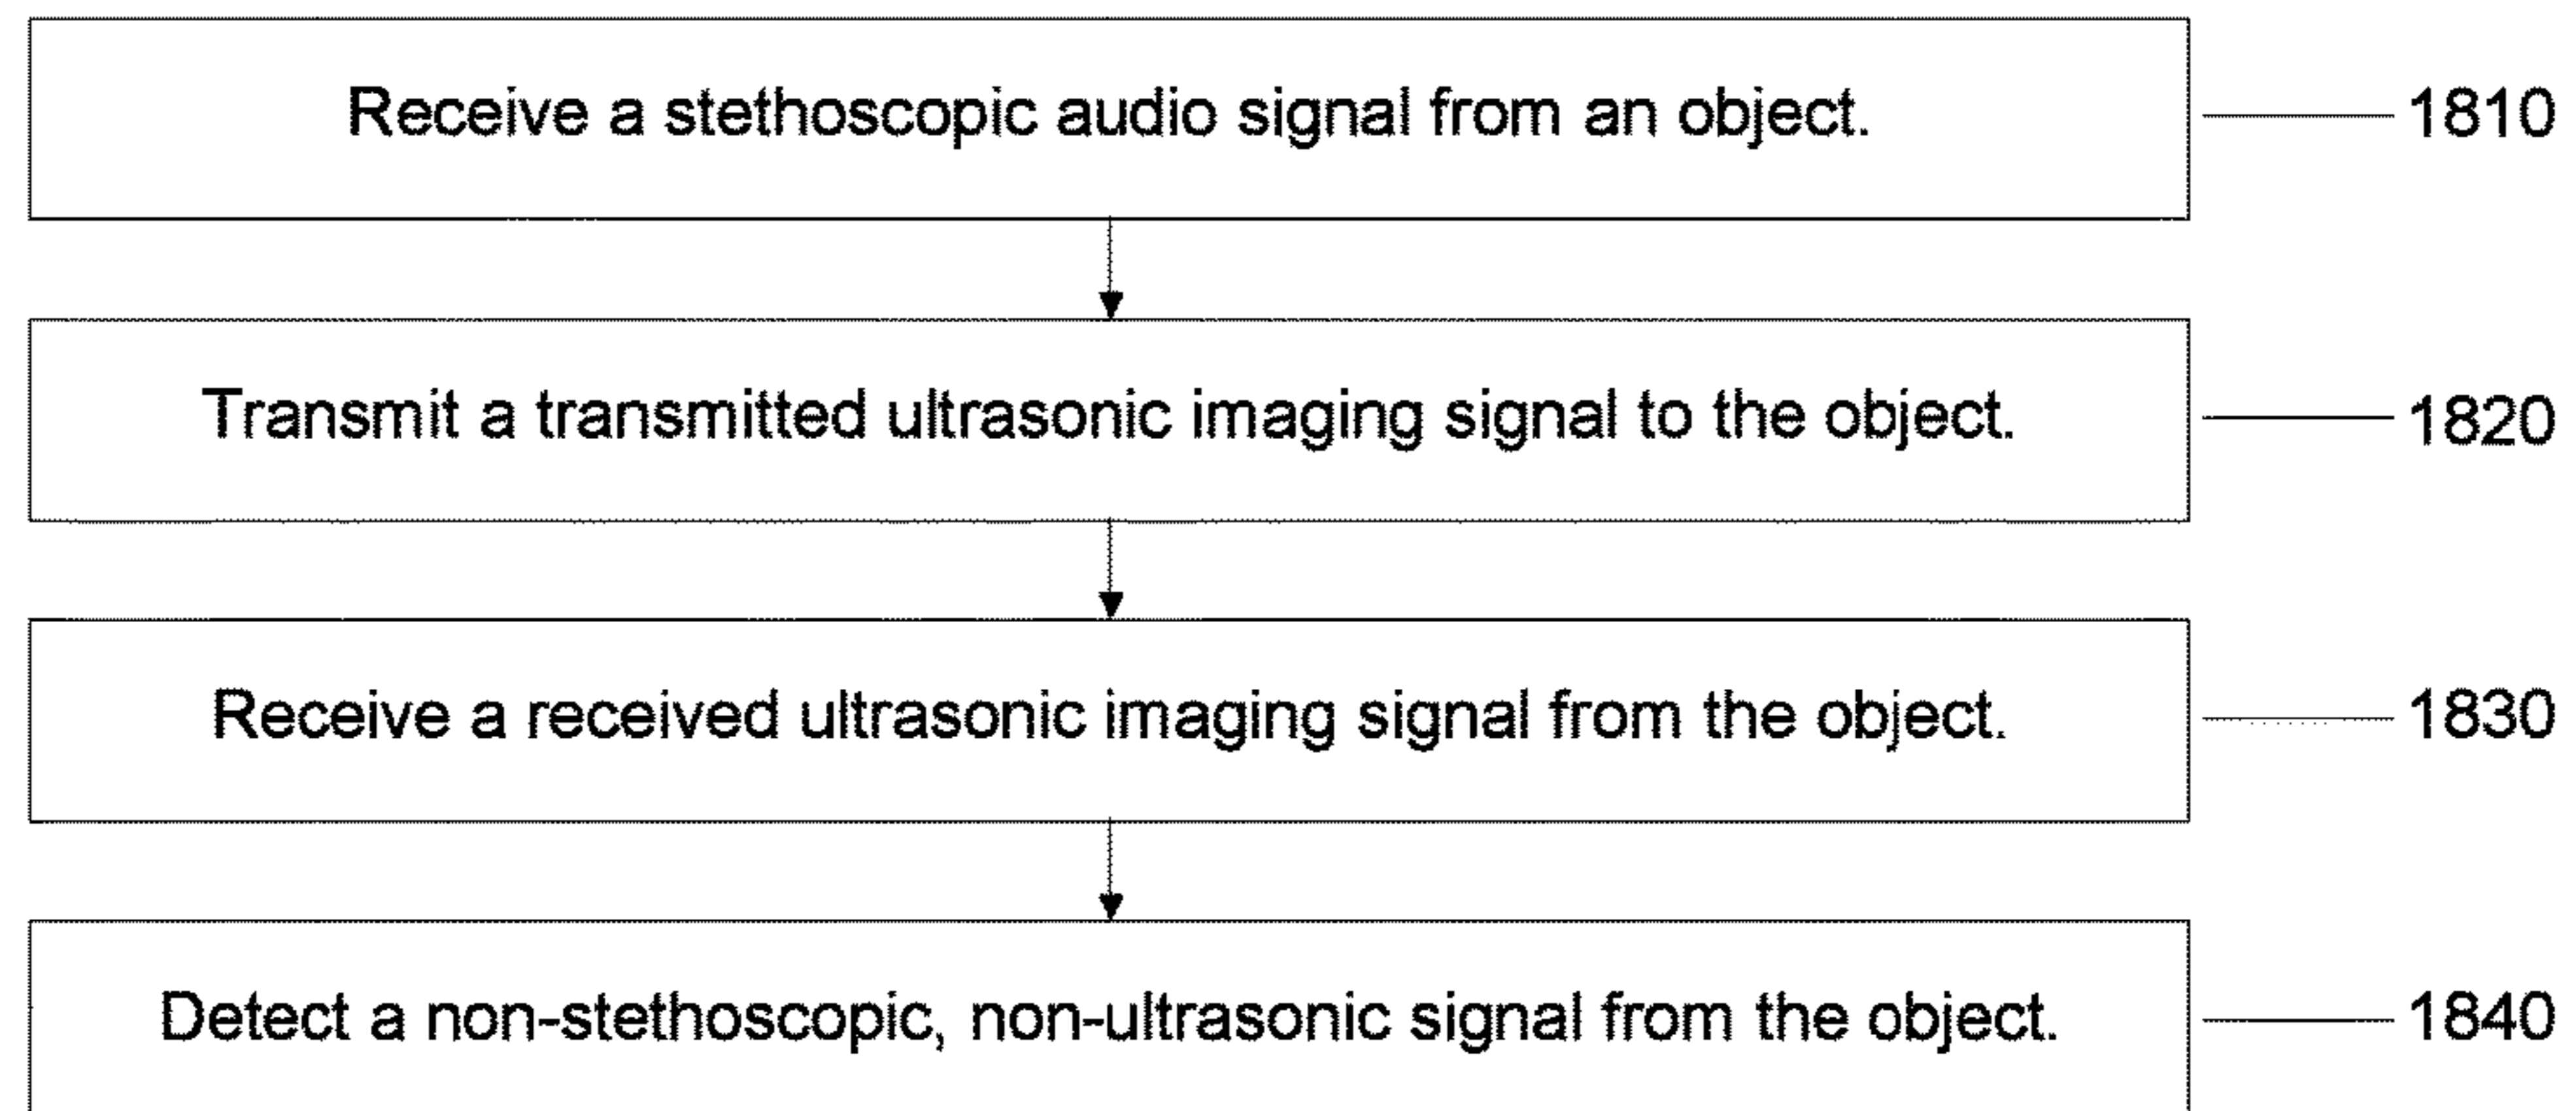 Receive a stethoscopic audio signal from an object. 1810
Transmit a transmitted ultrasonic imaging signal to the object. 1820
Receive a received ultrasonic imaging signal from the object. 1830
Detect a non-stethoscopic, non-ultrasonic signal from the object. 1840